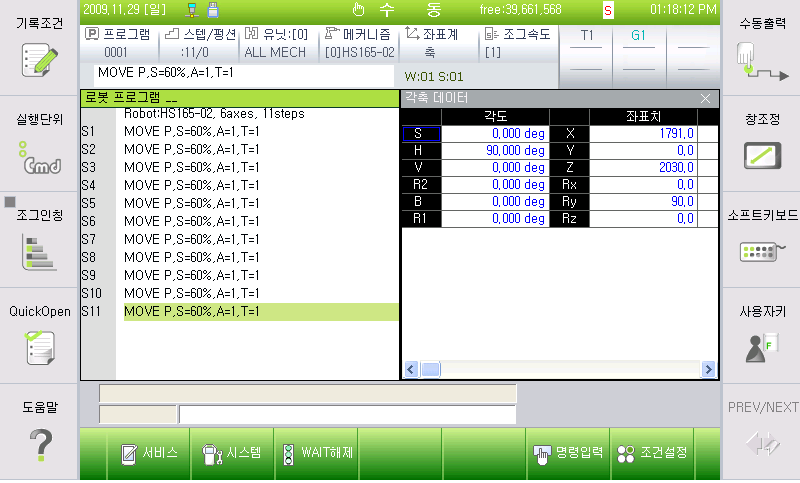 2009.11.29 [일] 수 동 free:39,661,568 S 01:18:12 PM
기록조건
실행단위
Cmd
조그인칭
QuickOpen
도움말
프로그램
0001
스텝/펑션
:11/0
유닛:[0]
ALL MECH
메커니즘
[0]HS165-02
좌표계
축
조그속도
[1]
T1
G1
MOVE P,S=60%,A=1,T=1
W:01 S:01
로봇 프로그램 __
Robot:HS165-02, 6axes, 11steps
S1 MOVE P,S=60%,A=1,T=1
S2 MOVE P,S=60%,A=1,T=1
S3 MOVE P,S=60%,A=1,T=1
S4 MOVE P,S=60%,A=1,T=1
S5 MOVE P,S=60%,A=1,T=1
S6 MOVE P,S=60%,A=1,T=1
S7 MOVE P,S=60%,A=1,T=1
S8 MOVE P,S=60%,A=1,T=1
S9 MOVE P,S=60%,A=1,T=1
S10 MOVE P,S=60%,A=1,T=1
S11 MOVE P,S=60%,A=1,T=1
각축 데이터
각도 좌표치
S 0.000 deg X 1791.0
H 90.000 deg Y 0.0
V 0.000 deg Z 2030.0
R2 0.000 deg Rx 0.0
B 0.000 deg Ry 90.0
R1 0.000 deg Rz 0.0
수동출력
창조정
소프트키보드
사용자키
F
PREV/NEXT
서비스
시스템
WAIT해제
명령입력
조건설정